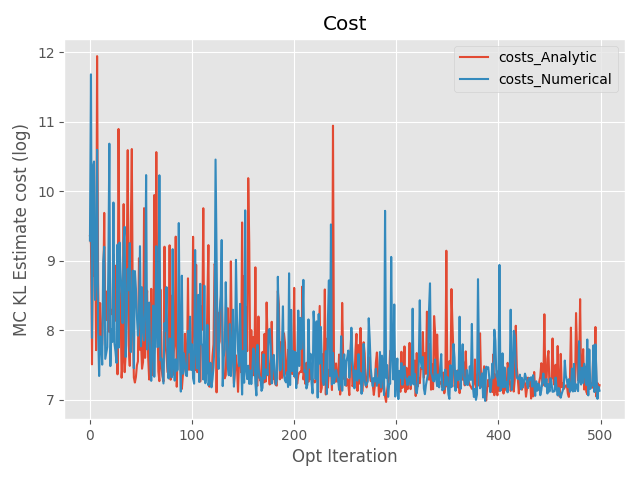 Cost
costs_Analytic
costs_Numerical
MC KL Estimate cost (log)
12
11
10
9
8
7
0 100 200 300 400 500
Opt Iteration